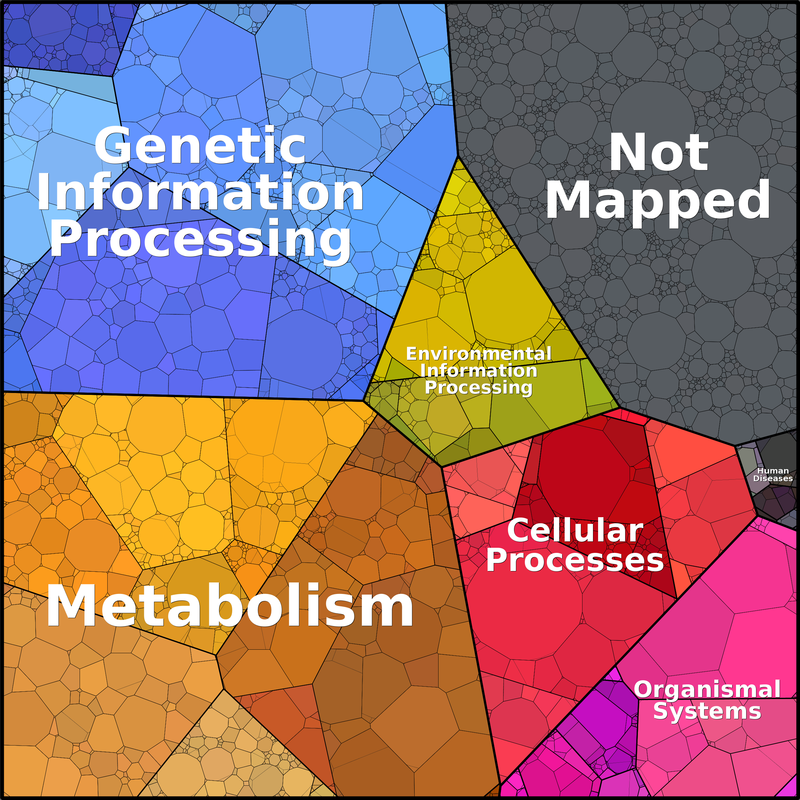 Genetic
Information
Processing
Not
Mapped
Environmental
Information
Processing
Human
Diseases
Cellular
Processes
Metabolism
Organismal
Systems